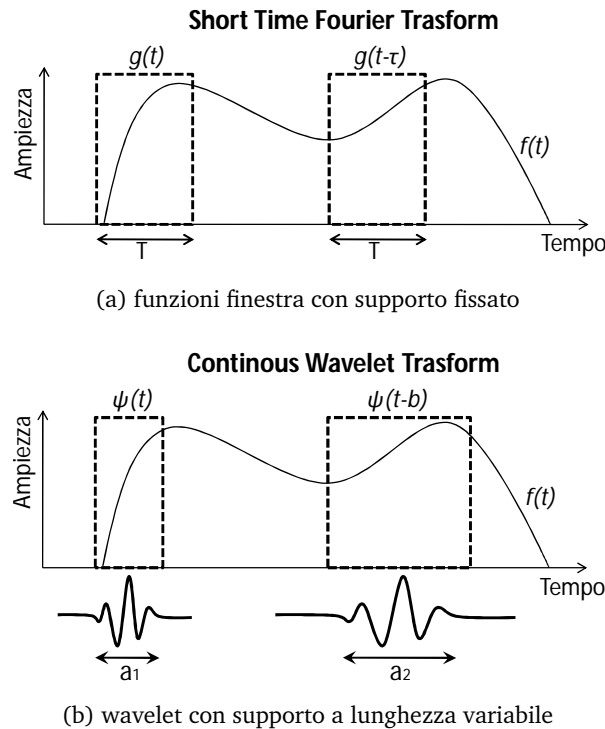 Short Time Fourier Trasform
g(t)
g(t-τ)
Ampiezza
f(t)
T
T
Tempo
(a) funzioni finestra con supporto fissato
Continous Wavelet Trasform
ψ(t)
ψ(t-b)
Ampiezza
f(t)
Tempo
a1
a2
(b) wavelet con supporto a lunghezza variabile